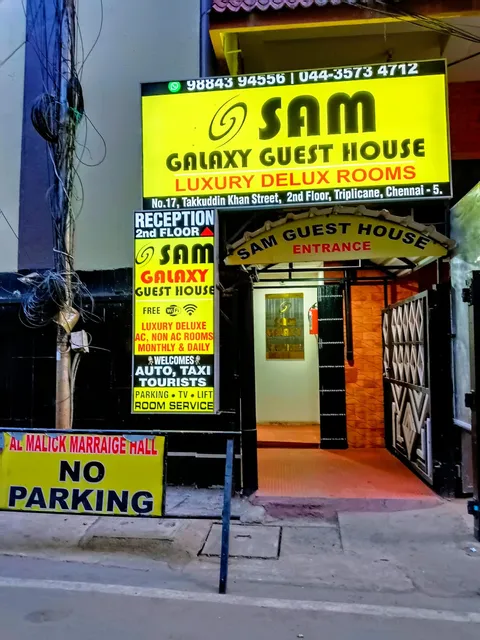 98843 94556 | 044-3573 4712
SAM
GALAXY GUEST HOUSE
LUXURY DELUX ROOMS
No.17, Takkuddin Khan Street, 2nd Floor, Triplicane, Chennai - 5.
RECEPTION
2nd FLOOR
SAM
GALAXY
GUEST HOUSE
FREE Wi Fi
LUXURY DELUXE
AC, NON AC ROOMS
MONTHLY & DAILY
WELCOMES
AUTO, TAXI
TOURISTS
PARKING • TV • LIFT
ROOM SERVICE
SAM GUEST HOUSE
ENTRANCE
AL MALICK MARRAIGE HALL
NO
PARKING